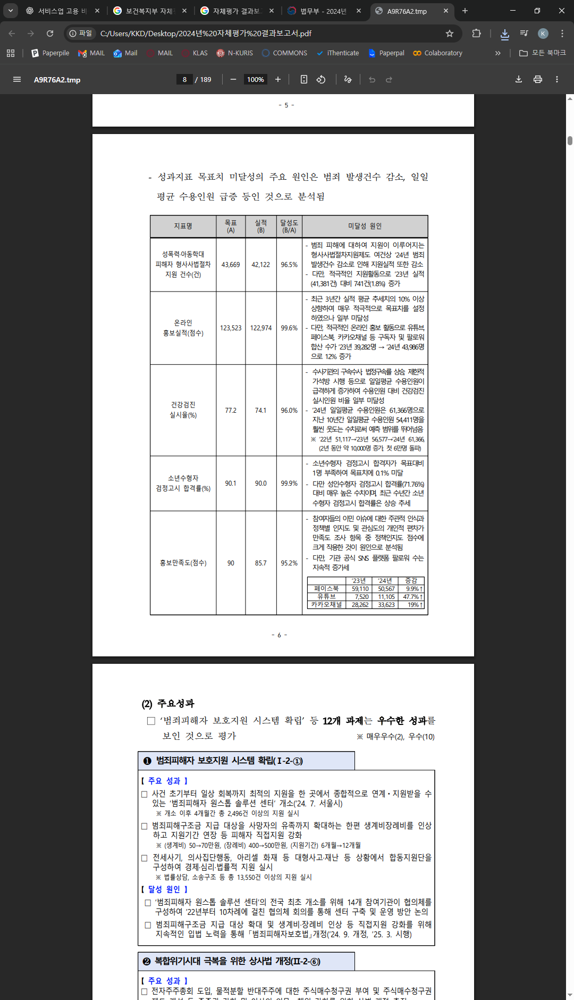 서비스업 고용 비
보건복지부 자체평
자체평가 결과보고
법무부 - 2024년
A9R76A2.tmp
파일
C:/Users/KKD/Desktop/2024년%20자체평가%20결과보고서.pdf
K
Paperpile
MAIL
Mail
MAIL
KLAS
N-KURIS
COMMONS
iThenticate
Paperpal
Colaboratory
모든 북마크
A9R76A2.tmp
8 / 189
100%
- 5 -
- 성과지표 목표치 미달성의 주요 원인은 범죄 발생건수 감소, 일일
평균 수용인원 급증 등인 것으로 분석됨
지표명 목표 (A) 실적 (B) 달성도 (B/A) 미달성 원인
성폭력·아동학대
피해자 형사사법절차
지원 건수(건)
43,669 42,122 96.5%
- 범죄 피해에 대하여 지원이 이루어지는
형사사법절차지원제도 여건상 '24년 범죄
발생건수 감소로 인해 지원실적 또한 감소
- 다만, 적극적인 지원활동으로 '23년 실적
(41,381건) 대비 741건(1.8%) 증가
온라인
홍보실적(점수)
123,523 122,974 99.6%
- 최근 3년간 실적 평균 추세치의 10% 이상
상향하여 매우 적극적으로 목표치를 설정
하였으나 일부 미달성
- 다만, 적극적인 온라인 홍보 활동으로 유튜브,
페이스북, 카카오채널 등 구독자 및 팔로워
합산 수가 '23년 39,282명 → '24년 43,986명
으로 12% 증가
건강검진
실시율(%)
77.2 74.1 96.0%
- 수사기관의 구속수사, 법정구속률 상승, 제한적
가석방 시행 등으로 일일평균 수용인원이
급격하게 증가하여 수용인원 대비 건강검진
실시인원 비율 일부 미달성
- '24년 일일평균 수용인원은 61,366명으로
지난 10년간 일일평균 수용인원 54,411명을
훨씬 웃도는 수치로써 예측 범위를 뛰어넘음
※ '22년 51,117→'23년 56,577→'24년 61,366,
(2년 동안 약 10,000명 증가, 첫 6만명 돌파)
소년수형자
검정고시 합격률(%)
90.1 90.0 99.9%
- 소년수형자 검정고시 합격자가 목표대비
1명 부족하여 목표치에 0.1% 미달
- 다만 성인수형자 검정고시 합격률(71.76%)
대비 매우 높은 수치이며, 최근 수년간 소년
수형자 검정고시 합격률은 상승 추세
홍보만족도(점수)
90 85.7 95.2%
- 참여자들의 이민 이슈에 대한 주관적 인식과
정책별 인지도 및 관심도의 개인적 편차가
만족도 조사 항목 중 정책인지도 점수에
크게 작용한 것이 원인으로 분석됨
- 다만, 기관 공식 SNS 플랫폼 팔로워 수는
지속적 증가세
'23년 '24년 증감
페이스북 59,110 50,567 9.9%↑
유튜브 7,520 11,105 47.7%↑
카카오채널 28,262 33,623 19%↑
- 6 -
(2) 주요성과
□ '범죄피해자 보호지원 시스템 확립' 등 12개 과제는 우수한 성과를
보인 것으로 평가 ※ 매우우수(2), 우수(10)
❶ 범죄피해자 보호지원 시스템 확립(Ⅰ-2-①)
【 주요 성과 】
□ 사건 초기부터 일상 회복까지 최적의 지원을 한 곳에서 종합적으로 연계・지원받을 수
있는 '범죄피해자 원스톱 솔루션 센터' 개소('24. 7. 서울시)
※ 개소 이후 4개월간 총 2,496건 이상의 지원 실시
□ 범죄피해구조금 지급 대상을 사망자의 유족까지 확대하는 한편 생계비장례비를 인상
하고 지원기간 연장 등 피해자 직접지원 강화
※ (생계비) 50→70만원, (장례비) 400→500만원, (지원기간) 6개월→12개월
□ 전세사기, 의사집단행동, 아리셀 화재 등 대형사고·재난 등 상황에서 합동지원단을
구성하여 경제·심리·법률적 지원 실시
※ 법률상담, 소송구조 등 총 13,550건 이상의 지원 실시
【 달성 원인 】
□ '범죄피해자 원스톱 솔루션 센터'의 전국 최초 개소를 위해 14개 참여기관이 협의체를
구성하여 '22년부터 10차례에 걸친 협의체 회의를 통해 센터 구축 및 운영 방안 논의
□ 범죄피해구조금 지급 대상 확대 및 생계비·장례비 인상 등 직접지원 강화를 위해
지속적인 입법 노력을 통해 「범죄피해자보호법」개정('24. 9. 개정, '25. 3. 시행)
❷ 복합위기시대 극복을 위한 상사법 개정(Ⅱ-2-⑥)
【 주요 성과 】
□ 전자주주총회 도입, 물적분할 반대주주에 대한 주식매수청구권 부여 및 주식매수청구권